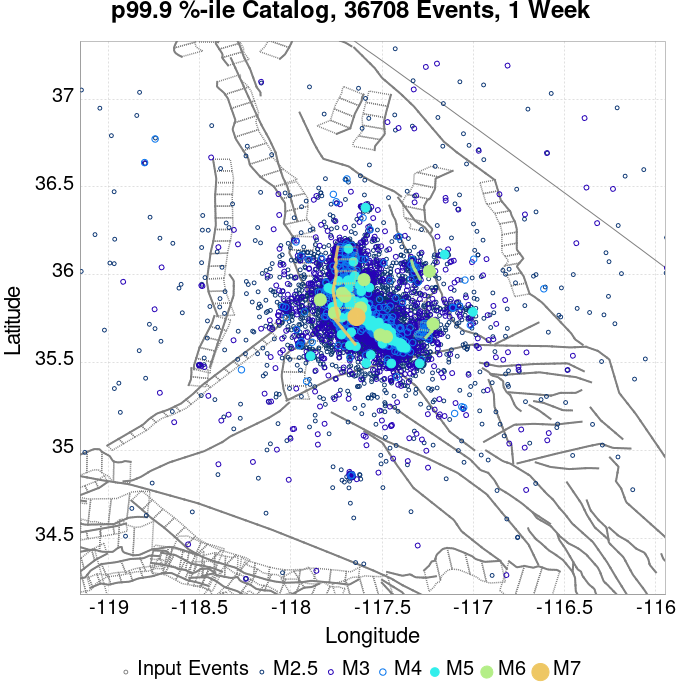 p99.9 %-ile Catalog, 36708 Events, 1 Week
37
36.5
36
35.5
35
34.5
Latitude
-119
-118.5
-118
-117.5
-117
-116.5
-116
Longitude
Input Events
M2.5
M3
M4
M5
M6
M7